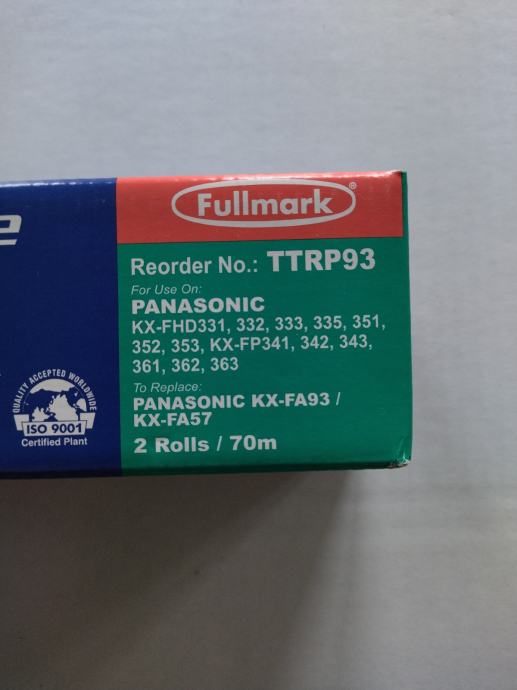 e
Fullmark®
Reorder No.: TTRP93
For Use On:
PANASONIC
KX-FHD331, 332, 333, 335, 351,
352, 353, KX-FP341, 342, 343,
361, 362, 363
To Replace:
PANASONIC KX-FA93 /
KX-FA57
2 Rolls / 70m
QUALITY ACCEPTED WORLDWIDE
ISO 9001
Certified Plant